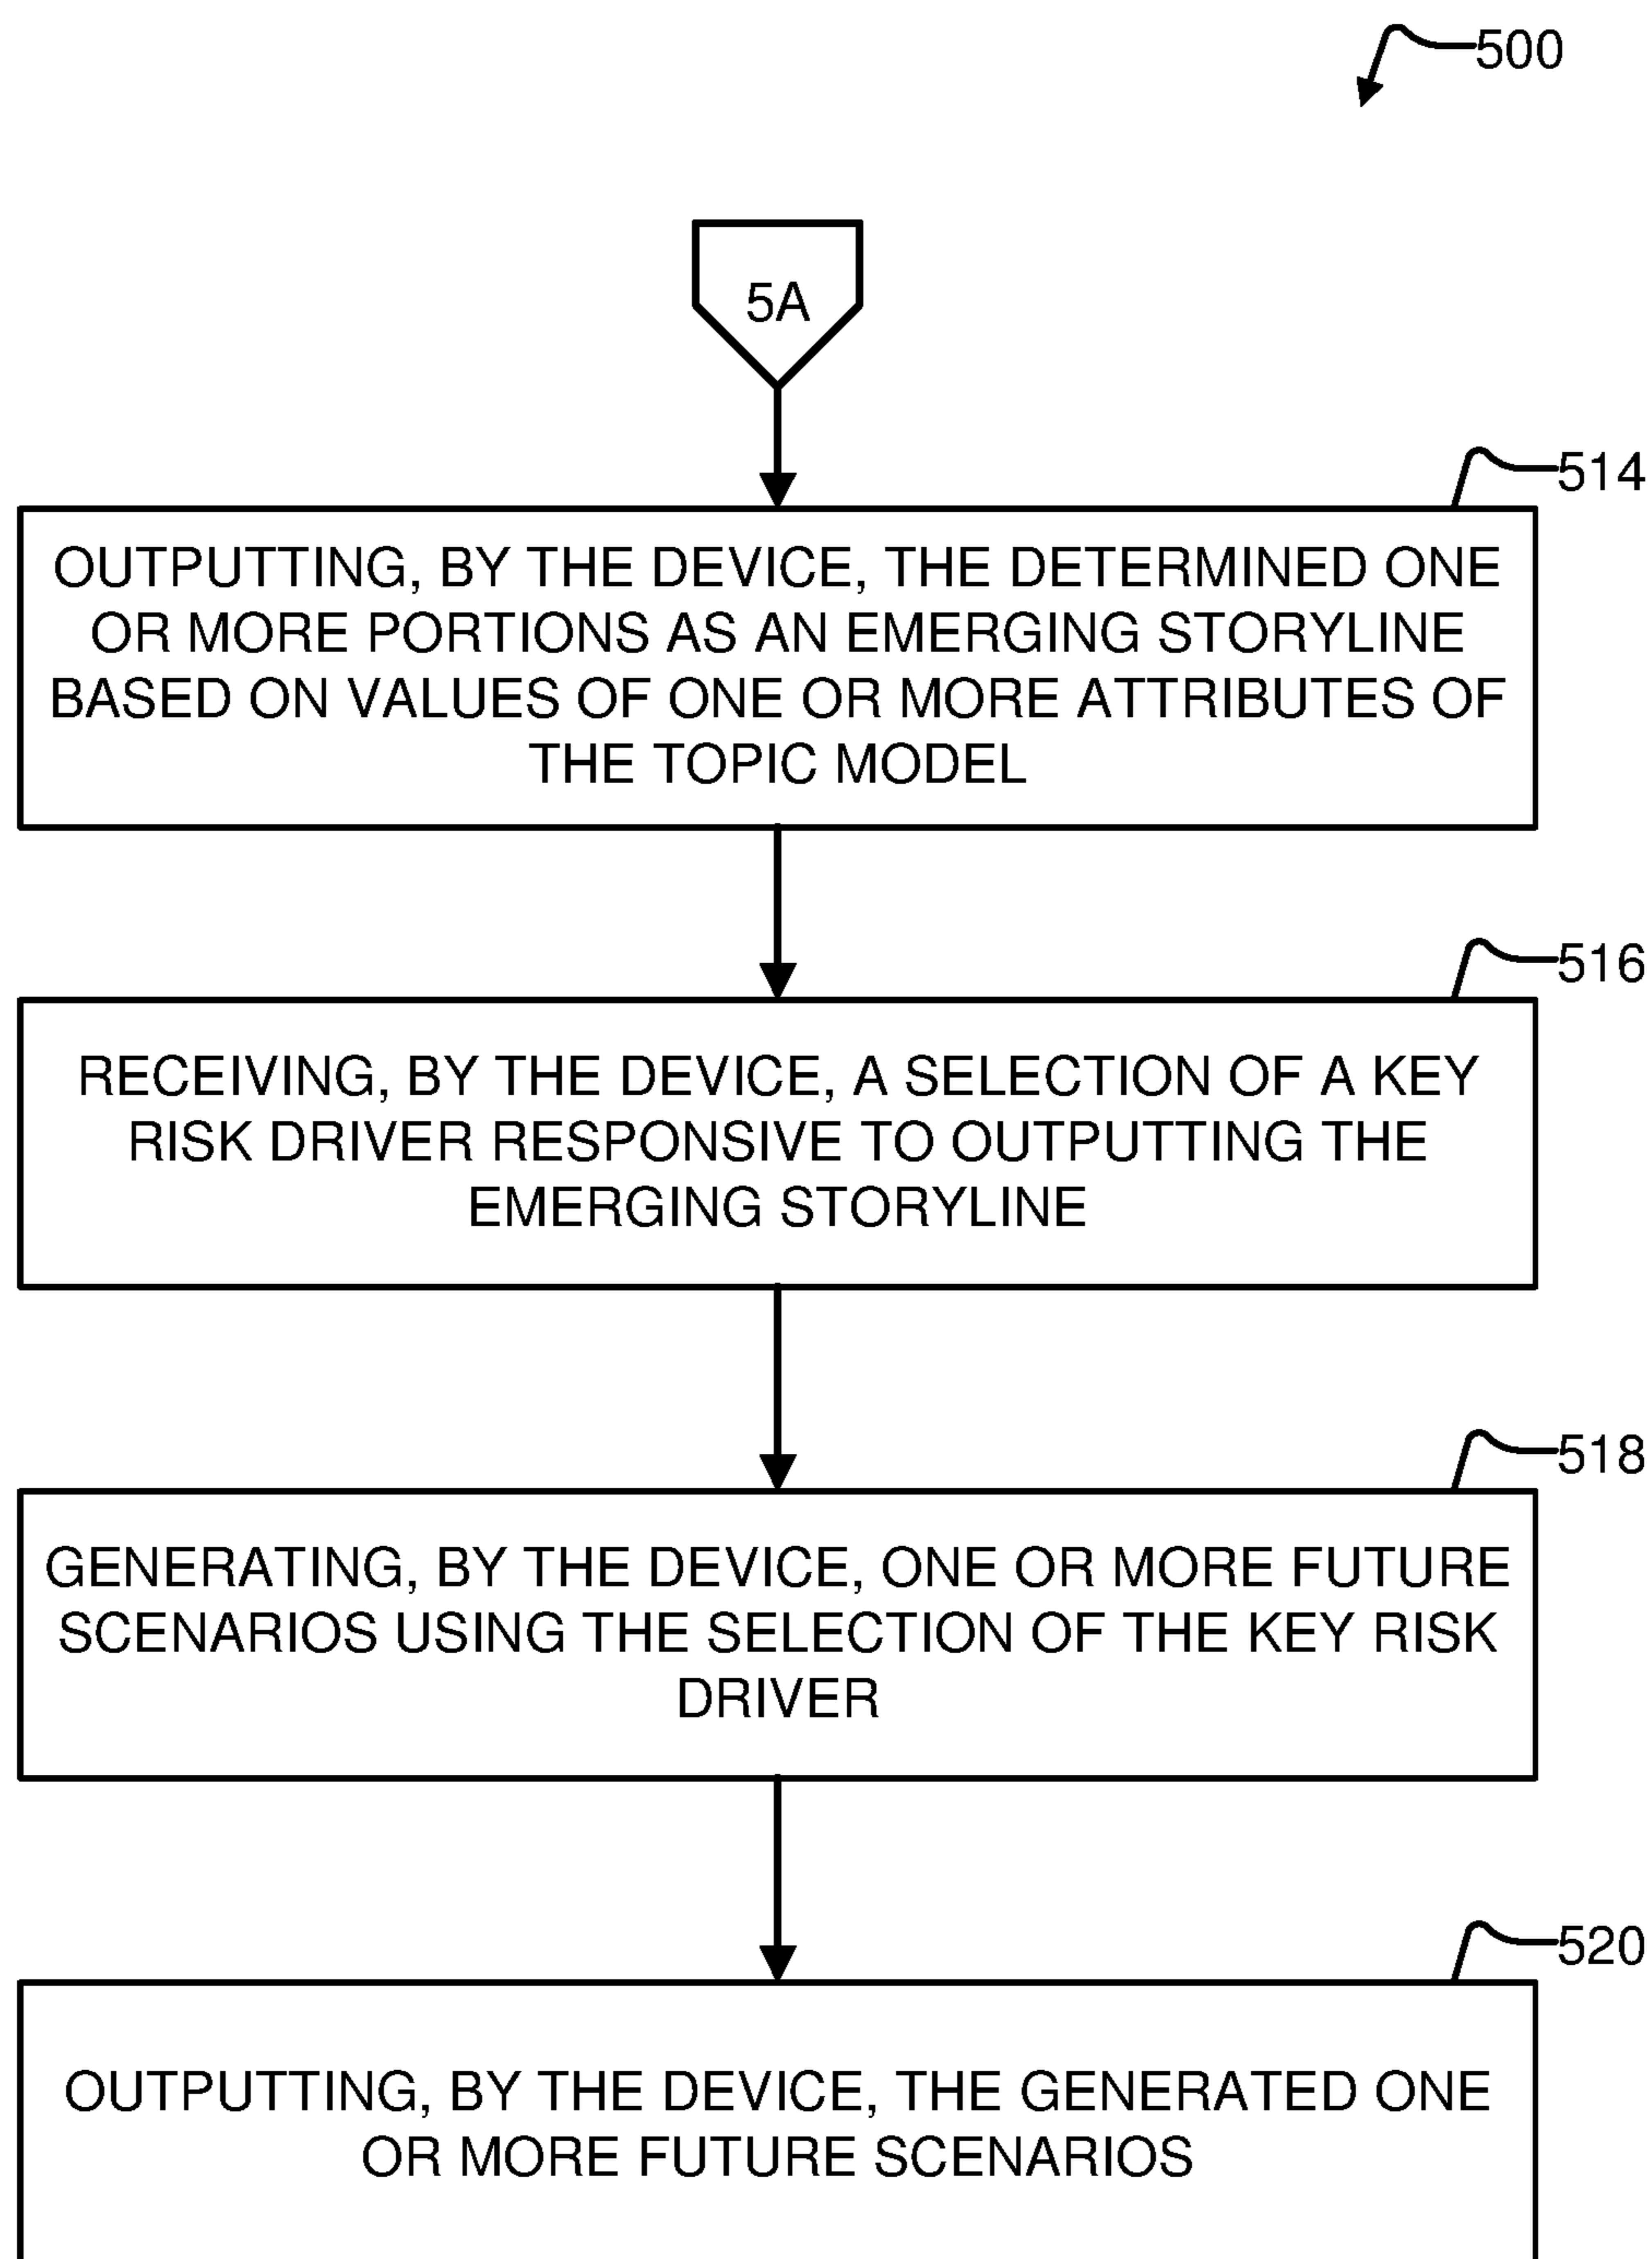 500
5A
514
OUTPUTTING, BY THE DEVICE, THE DETERMINED ONE
OR MORE PORTIONS AS AN EMERGING STORYLINE
BASED ON VALUES OF ONE OR MORE ATTRIBUTES OF
THE TOPIC MODEL
516
RECEIVING, BY THE DEVICE, A SELECTION OF A KEY
RISK DRIVER RESPONSIVE TO OUTPUTTING THE
EMERGING STORYLINE
518
GENERATING, BY THE DEVICE, ONE OR MORE FUTURE
SCENARIOS USING THE SELECTION OF THE KEY RISK
DRIVER
520
OUTPUTTING, BY THE DEVICE, THE GENERATED ONE
OR MORE FUTURE SCENARIOS